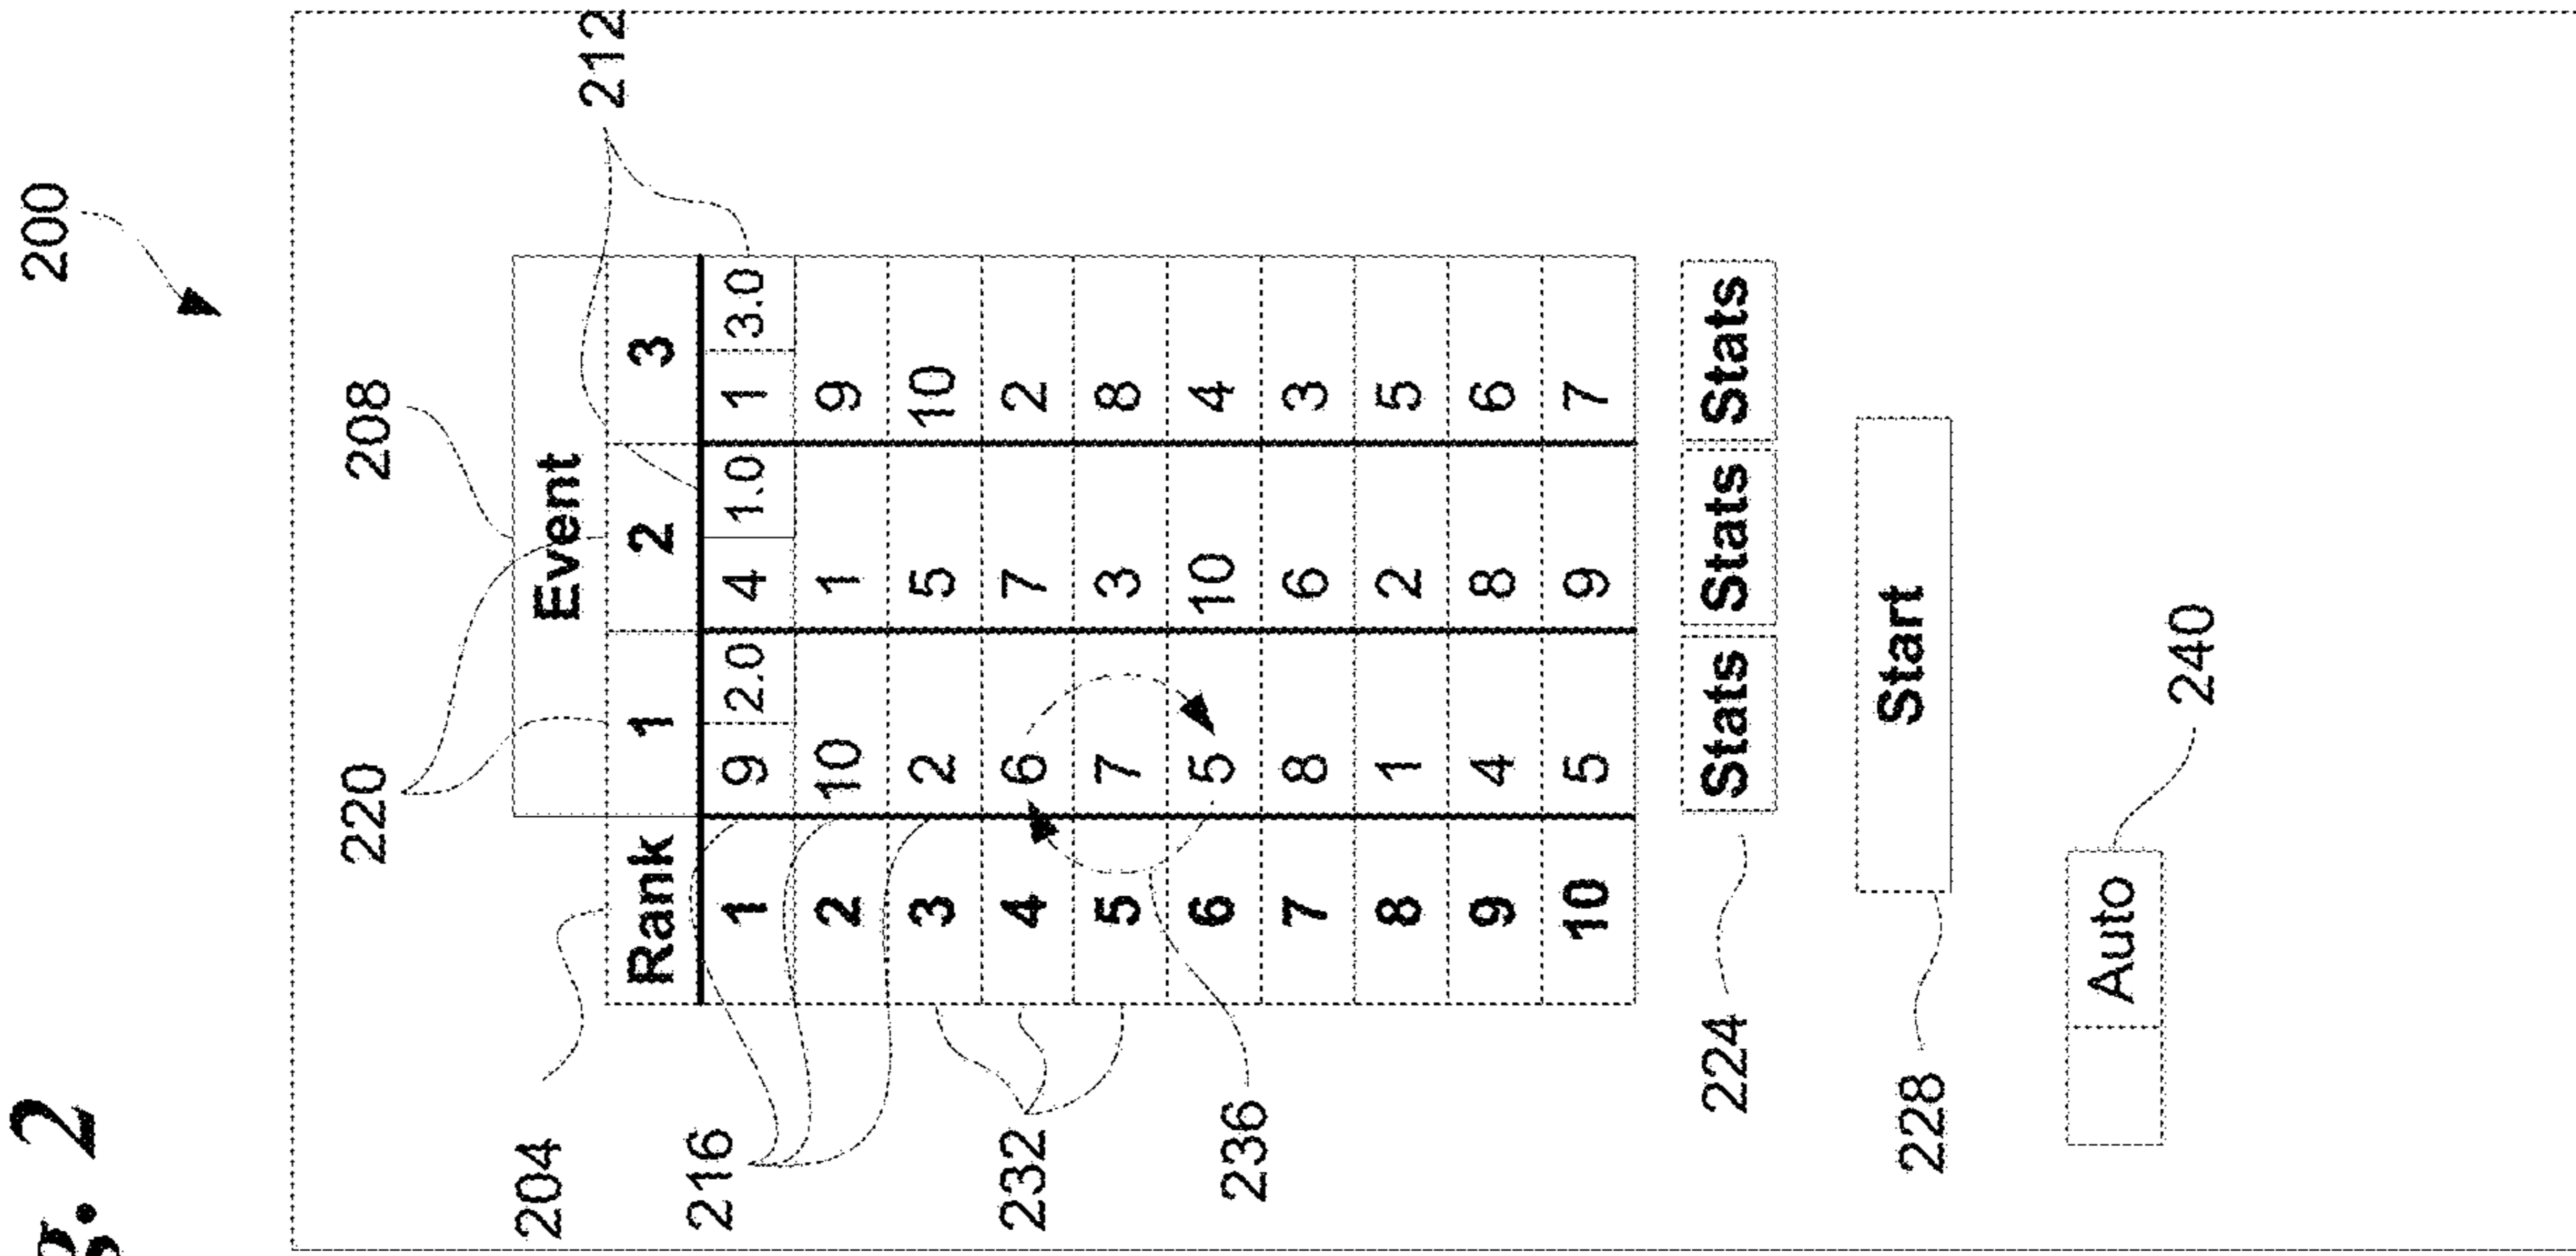 g. 2
200
208
220
212
204
Event
Rank 1 2 3
216
1 9 2.0 4 1.0 1 3.0
2 10 1 9
3 2 5 10
232
4 6 7 2
5 7 3 8
236
6 5 10 4
7 8 6 3
8 1 2 5
9 4 8 6
10 5 9 7
224
Stats Stats Stats
228
Start
Auto
240